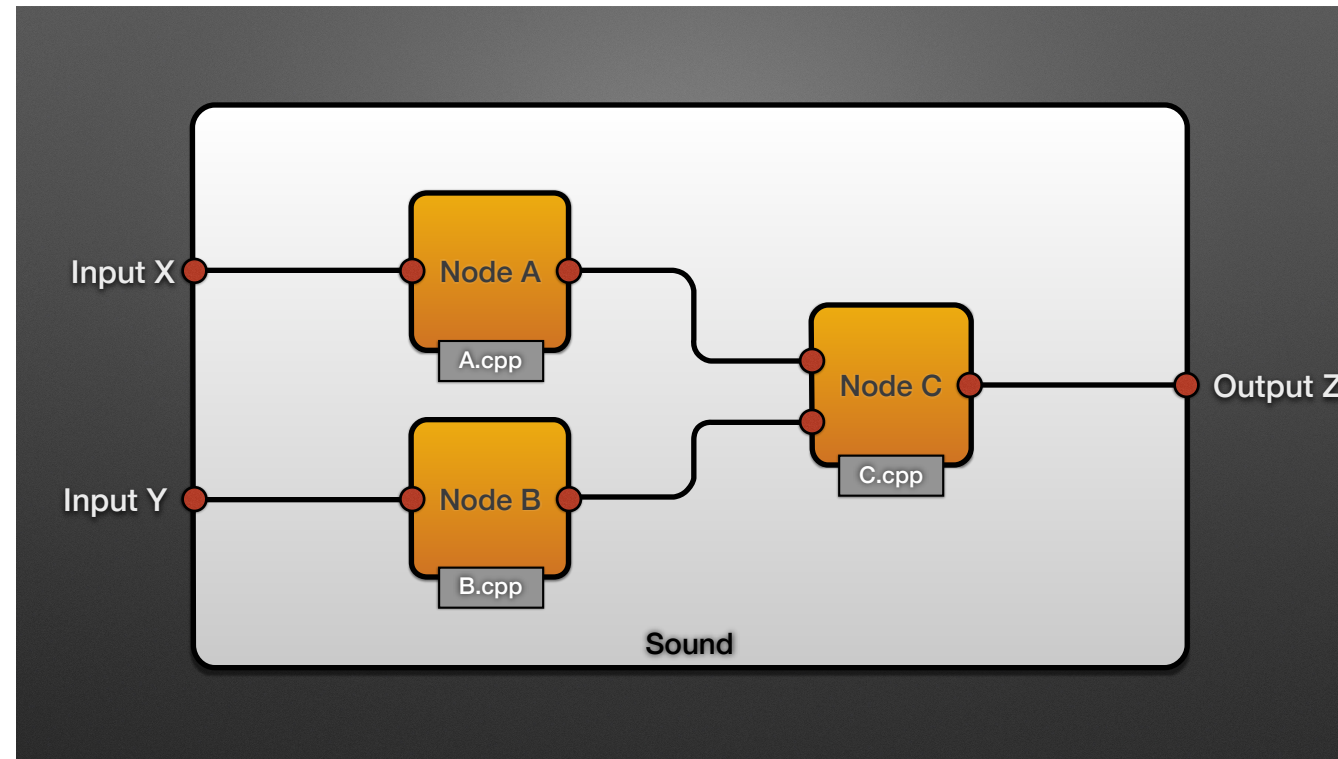 Input X
Node A
A.cpp
Node C
Output Z
C.cpp
Input Y
Node B
B.cpp
Sound